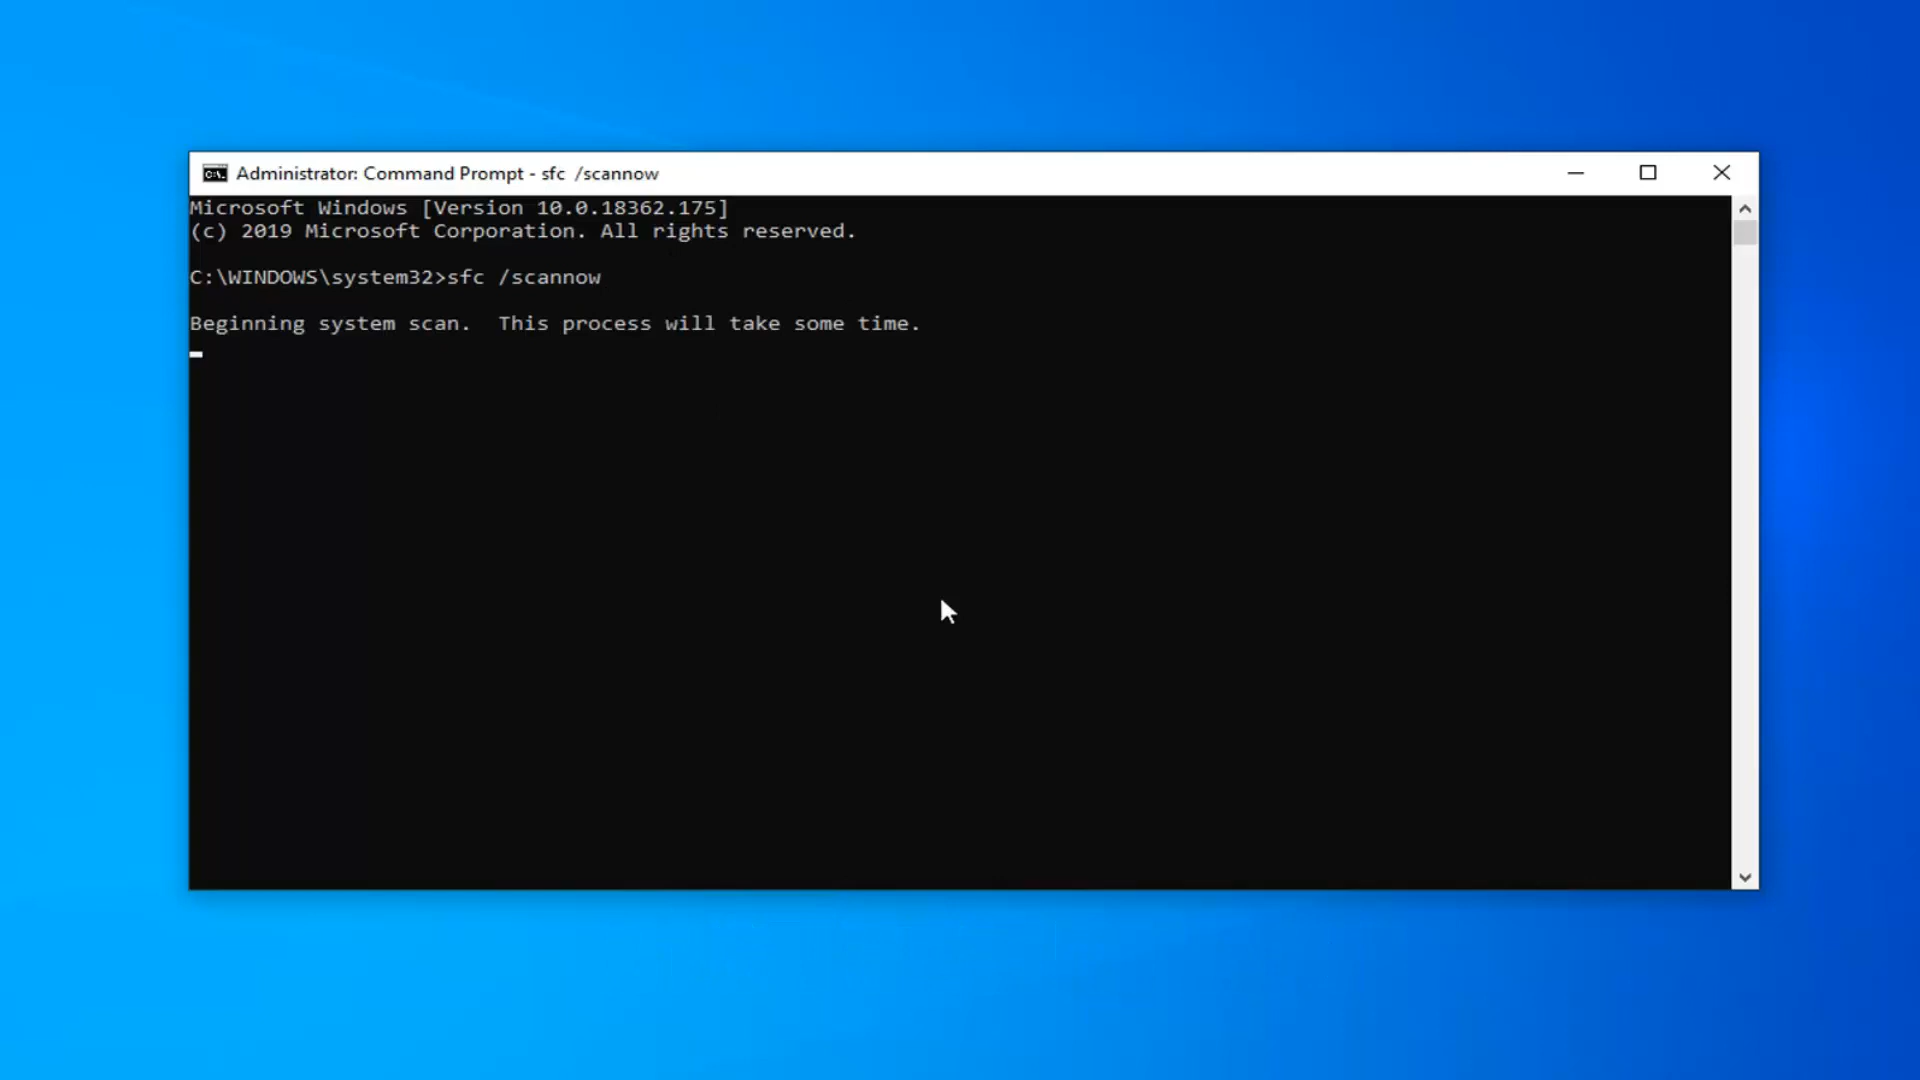 Administrator: Command Prompt - sfc  /scannow
Microsoft Windows [Version 10.0.18362.175]
(c) 2019 Microsoft Corporation. All rights reserved.
C:\WINDOWS\system32>sfc /scannow
Beginning system scan.  This process will take some time.